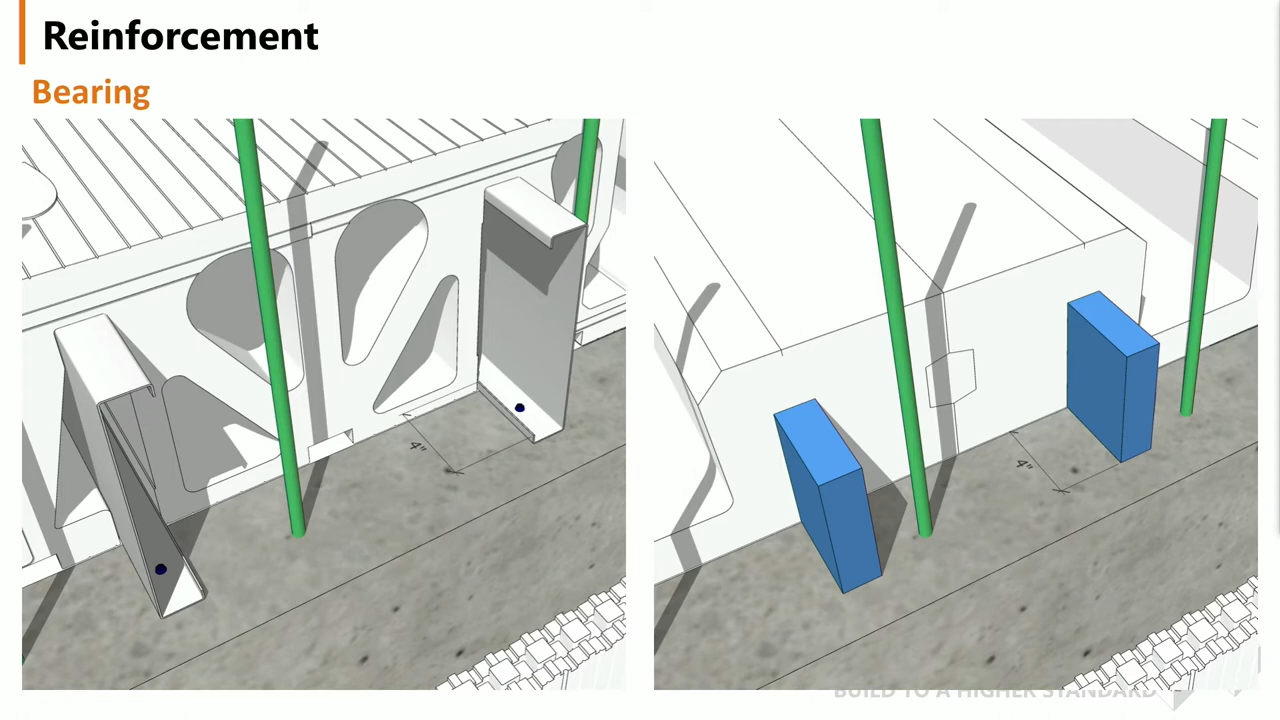 Reinforcement
Bearing
4"
4"
BUILD TO A HIGHER STANDARD